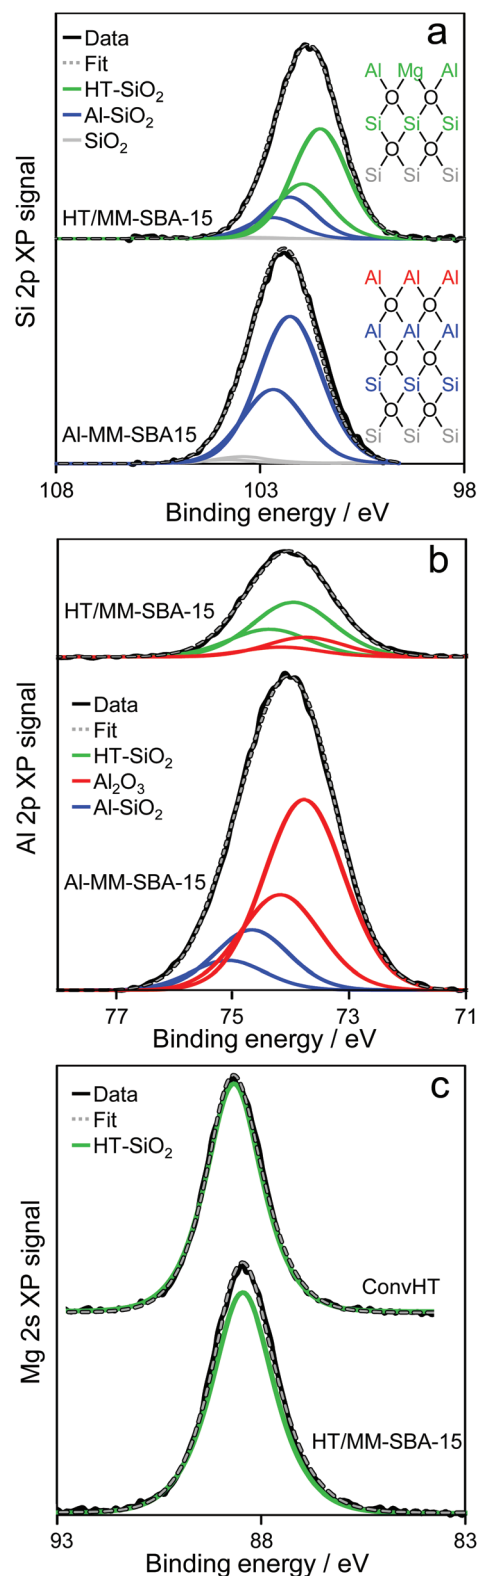 a
Data
Fit
HT-SiO₂
Al-SiO₂
SiO₂
Al Mg Al
O O
Si Si Si
O O
Si Si Si
HT/MM-SBA-15
Si 2p XP signal
Al Al Al
O O
Al Al Al
O O
Si Si Si
O O
Si Si Si
Al-MM-SBA15
108 103 98
Binding energy / eV
b
HT/MM-SBA-15
Data
Fit
HT-SiO₂
Al₂O₃
Al-SiO₂
Al 2p XP signal
Al-MM-SBA-15
77 75 73 71
Binding energy / eV
c
Data
Fit
HT-SiO₂
Mg 2s XP signal
ConvHT
HT/MM-SBA-15
93 88 83
Binding energy / eV